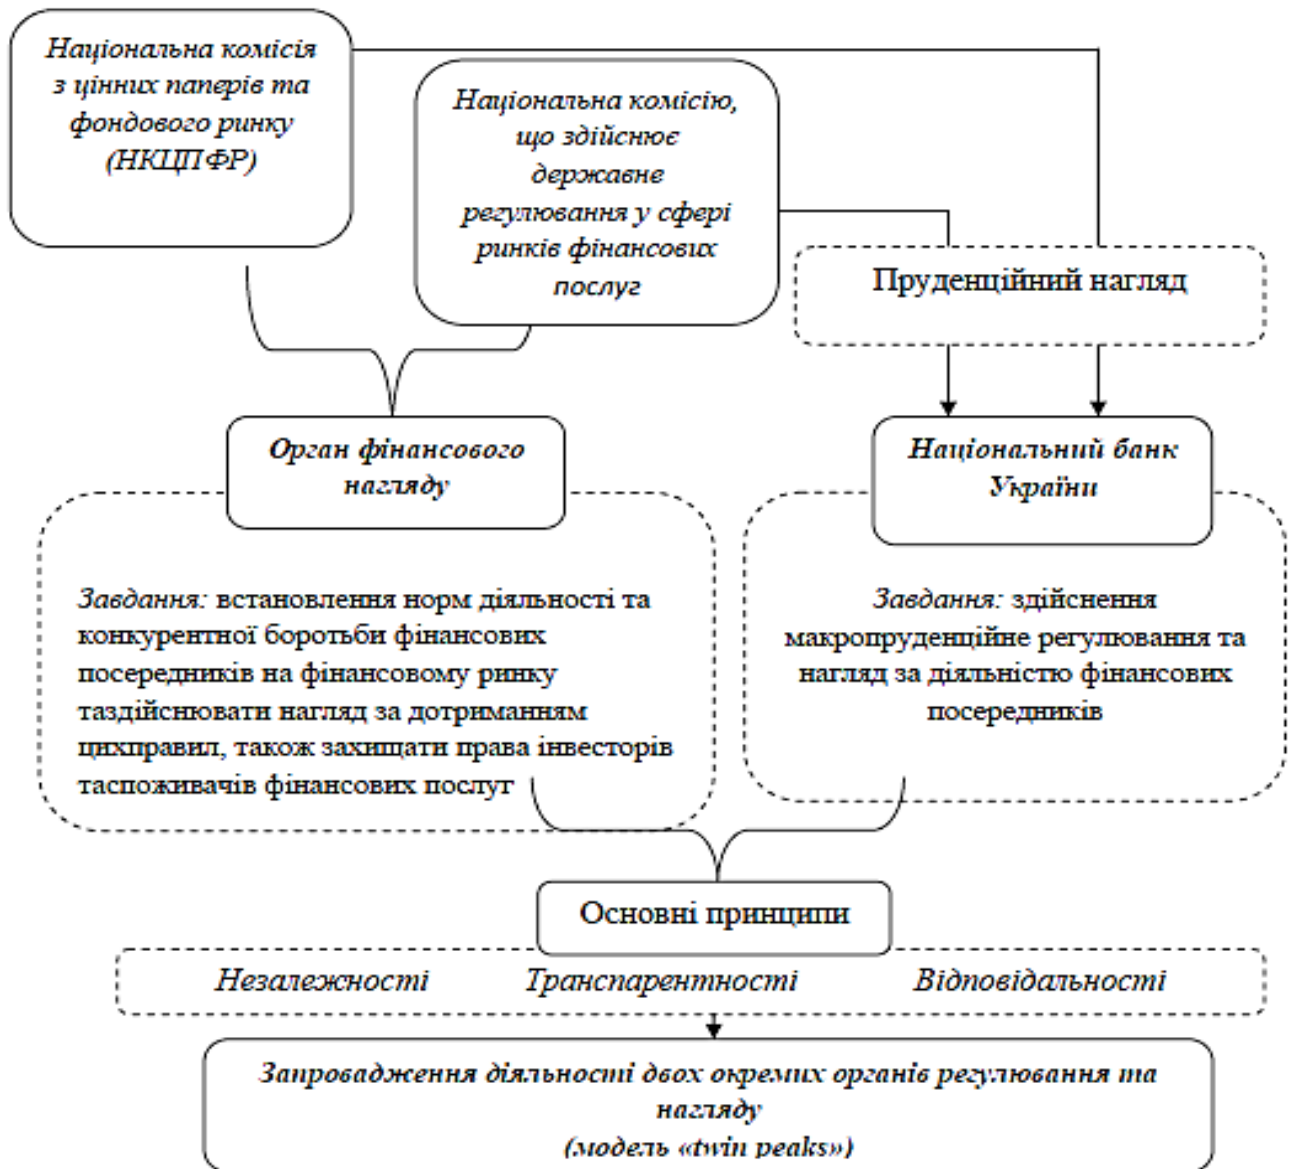 Національна комісія
з цінних паперів та
фондового ринку
(НКЦПФР)
Національна комісію,
що здійснює
державне
регулювання у сфері
ринків фінансових
послуг
Пруденційний нагляд
Орган фінансового
нагляду
Національний банк
України
Завдання: встановлення норм діяльності та
конкурентної боротьби фінансових
посередників на фінансовому ринку
таздійснювати нагляд за дотриманням
цихправил, також захищати права інвесторів
таспоживачів фінансових послуг
Завдання: здійснення
макропруденційне регулювання та
нагляд за діяльністю фінансових
посередників
Основні принципи
Незалежності Транспарентності Відповідальності
Запровадження діяльності двох окремих органів регулювання та
нагляду
(модель «twin peaks»)